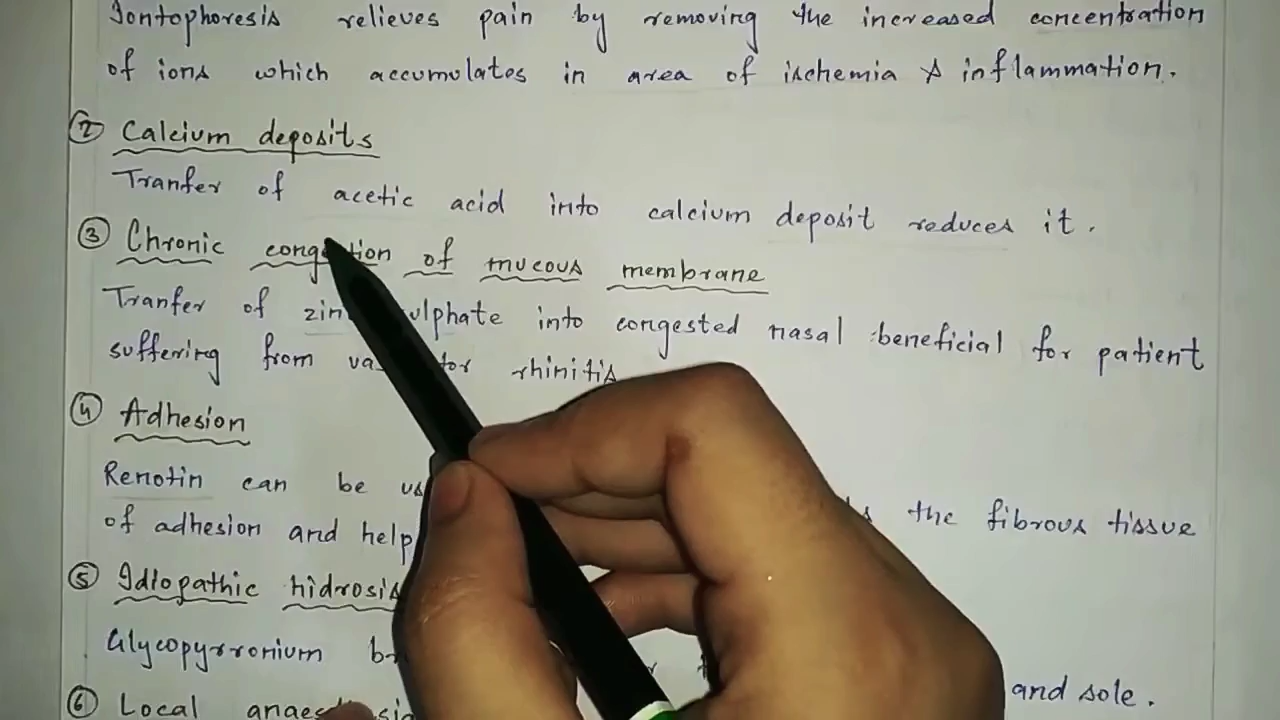 Iontophoresis relieves pain by removing the increased concentration
of ions which accumulates in area of ischemia & inflammation.
② Calcium deposits
Tranfer of acetic acid into calcium deposit reduces it.
③ Chronic congestion of mucous membrane
Tranfer of zinc sulphate into congested nasal beneficial for patient
suffering from rhinitis
④ Adhesion
Renotin can be the fibrous tissue
of adhesion and help
⑤ Idiopathic hidrosis
Glycopyrronium and sole.
⑥ Local